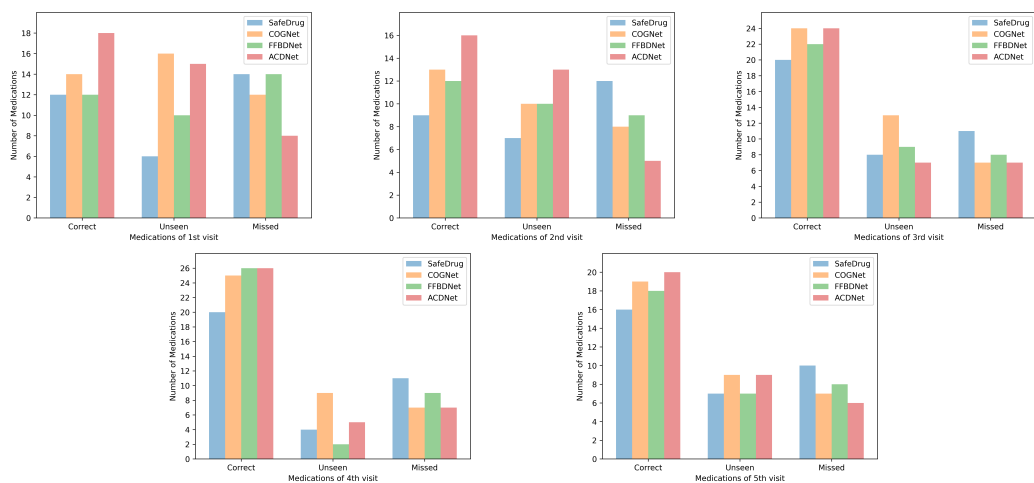 Number of Medications
18
16
14
12
10
8
6
4
2
0
SafeDrug
COGNet
FFBDNet
ACDNet
Correct
Unseen
Missed
Medications of 1st visit
Number of Medications
16
14
12
10
8
6
4
2
0
SafeDrug
COGNet
FFBDNet
ACDNet
Correct
Unseen
Missed
Medications of 2nd visit
Number of Medications
24
22
20
18
16
14
12
10
8
6
4
2
0
SafeDrug
COGNet
FFBDNet
ACDNet
Correct
Unseen
Missed
Medications of 3rd visit
Number of Medications
26
24
22
20
18
16
14
12
10
8
6
4
2
0
SafeDrug
COGNet
FFBDNet
ACDNet
Correct
Unseen
Missed
Medications of 4th visit
Number of Medications
20
18
16
14
12
10
8
6
4
2
0
SafeDrug
COGNet
FFBDNet
ACDNet
Correct
Unseen
Missed
Medications of 5th visit